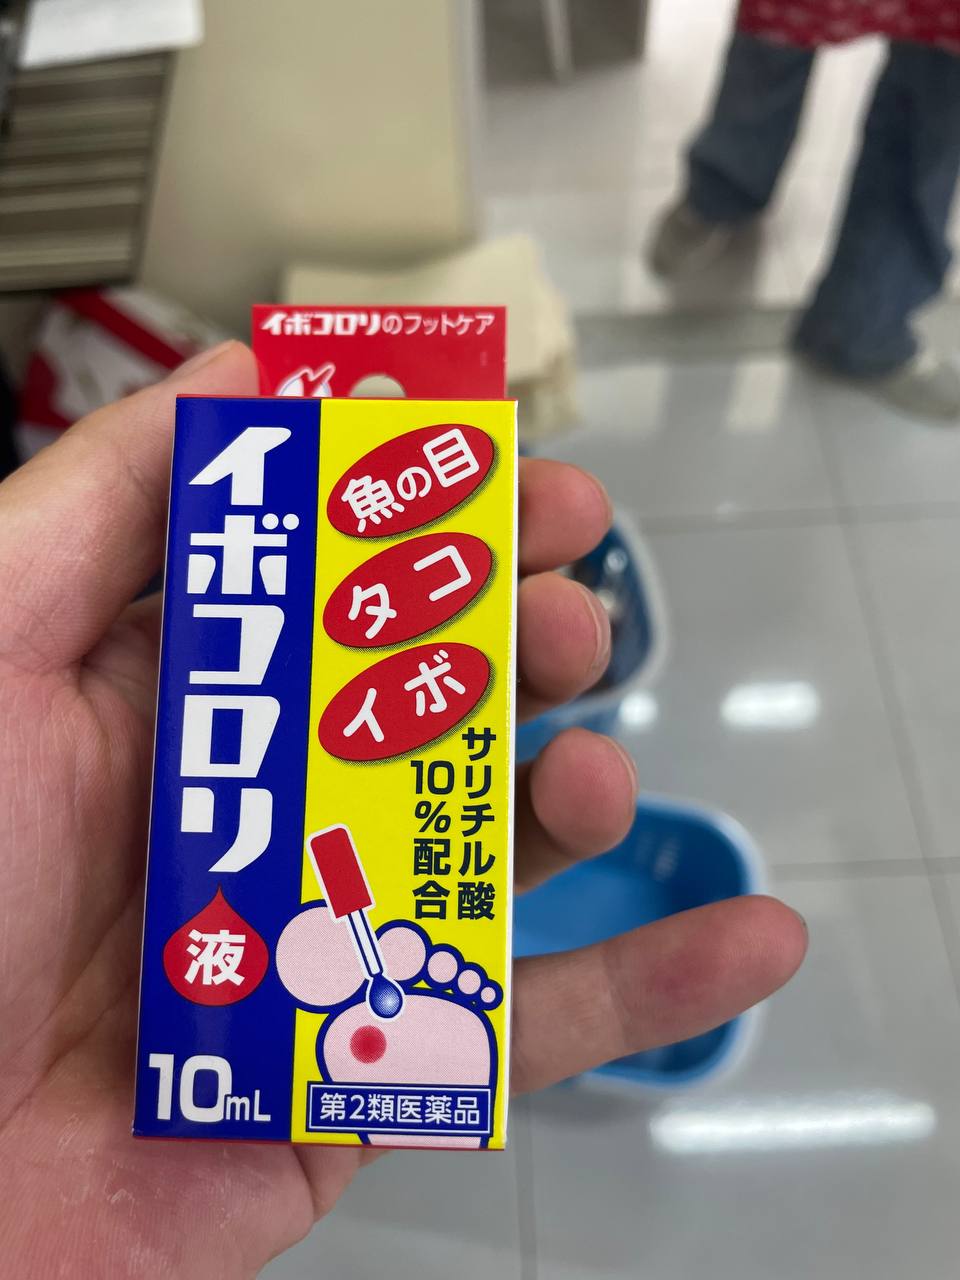 イボコロリのフットケア
イボコロリ
液
10mL
魚の目
タコ
イボ
サリチル酸
10%配合
第2類医薬品